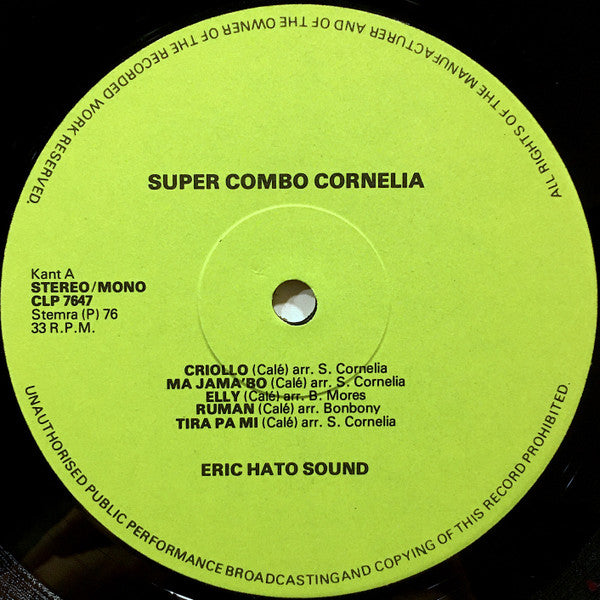 ALL RIGHTS OF THE MANUFACTURER AND OF THE OWNER OF THE RECORDED WORK RESERVED.
SUPER COMBO CORNELIA
Kant A
STEREO/MONO
CLP 7647
Stemra (P) 76
33 R.P.M.
CRIOLLO (Calé) arr. S. Cornelia
MA JAMA'BO (Calé) arr. S. Cornelia
ELLY (Calé) arr. B. Mores
RUMAN (Calé) arr. Bonbony
TIRA PA MI (Calé) arr. S. Cornelia
ERIC HATO SOUND
UNAUTHORISED PUBLIC PERFORMANCE BROADCASTING AND COPYING OF THIS RECORD PROHIBITED.